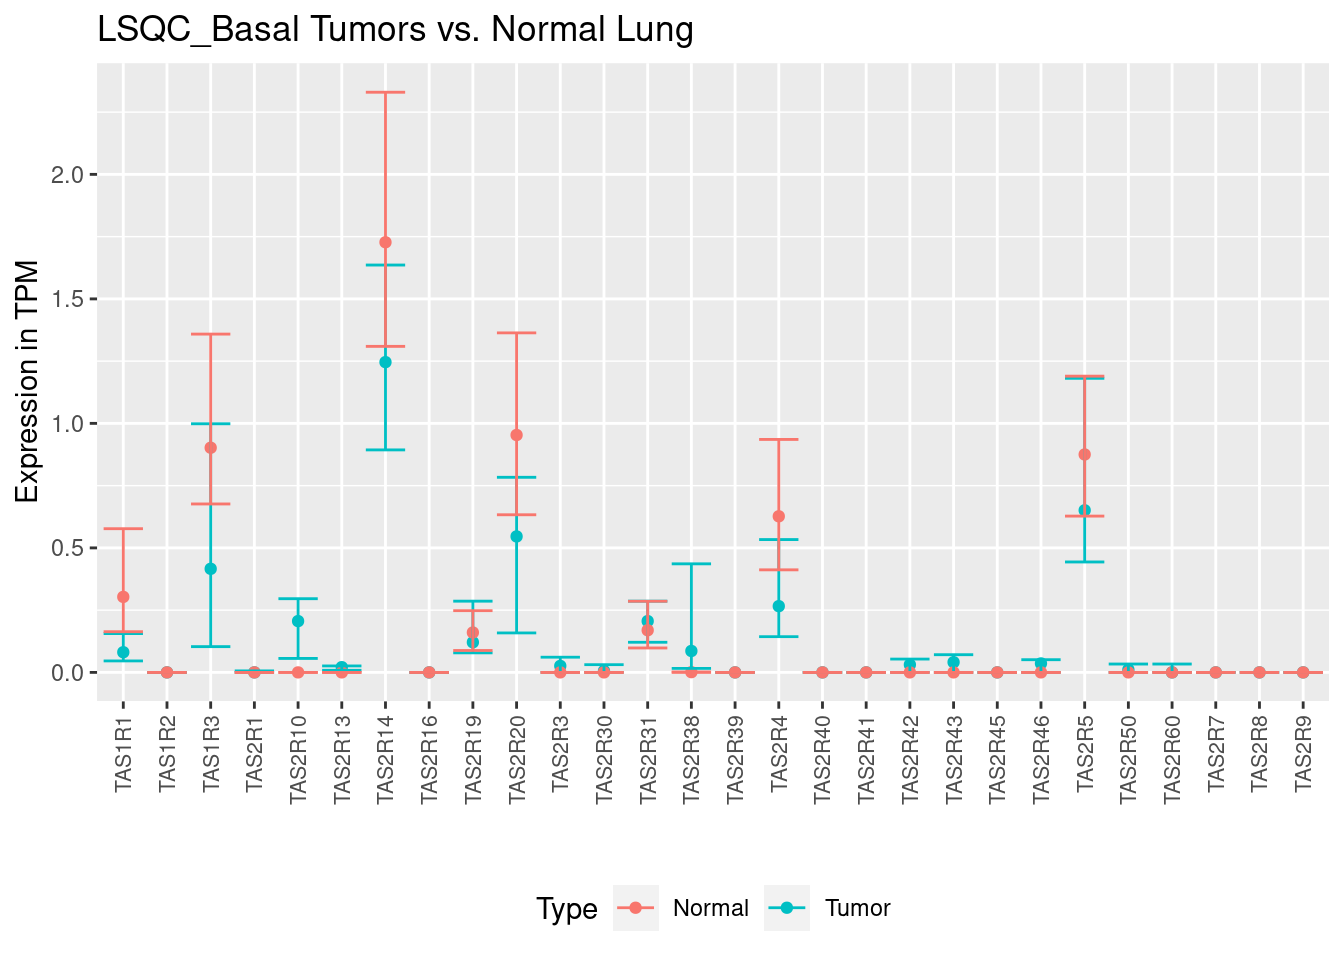 LSQC_Basal Tumors vs. Normal Lung
Expression in TPM
2.0
1.5
1.0
0.5
0.0
TAS1R1
TAS1R2
TAS1R3
TAS2R1
TAS2R10
TAS2R13
TAS2R14
TAS2R16
TAS2R19
TAS2R20
TAS2R3
TAS2R30
TAS2R31
TAS2R38
TAS2R39
TAS2R4
TAS2R40
TAS2R41
TAS2R42
TAS2R43
TAS2R45
TAS2R46
TAS2R5
TAS2R50
TAS2R60
TAS2R7
TAS2R8
TAS2R9
Type Normal Tumor